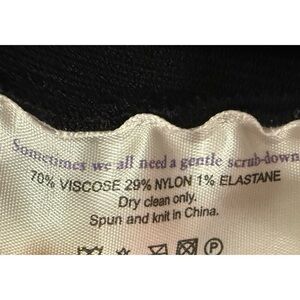 Sometimes we all need a gentle scrub-down
70% VISCOSE 29% NYLON 1% ELASTANE
Dry clean only.
Spun and knit in China.
P